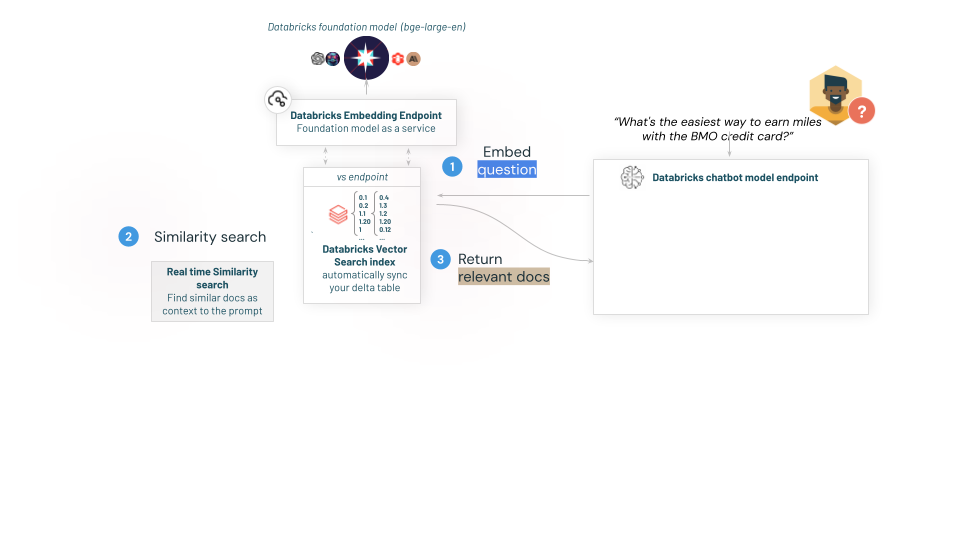 Databricks foundation model (bge-large-en)
Databricks Embedding Endpoint
Foundation model as a service
?
“What's the easiest way to earn miles
with the BMO credit card?”
1
Embed
question
vs endpoint
0.1 0.4
0.2 1.3
1.1 1.2
1.20 1.20
1 0.12
... ...
Databricks Vector
Search index
automatically sync
your delta table
Databricks chatbot model endpoint
2
Similarity search
Real time Similarity
search
Find similar docs as
context to the prompt
3
Return
relevant docs